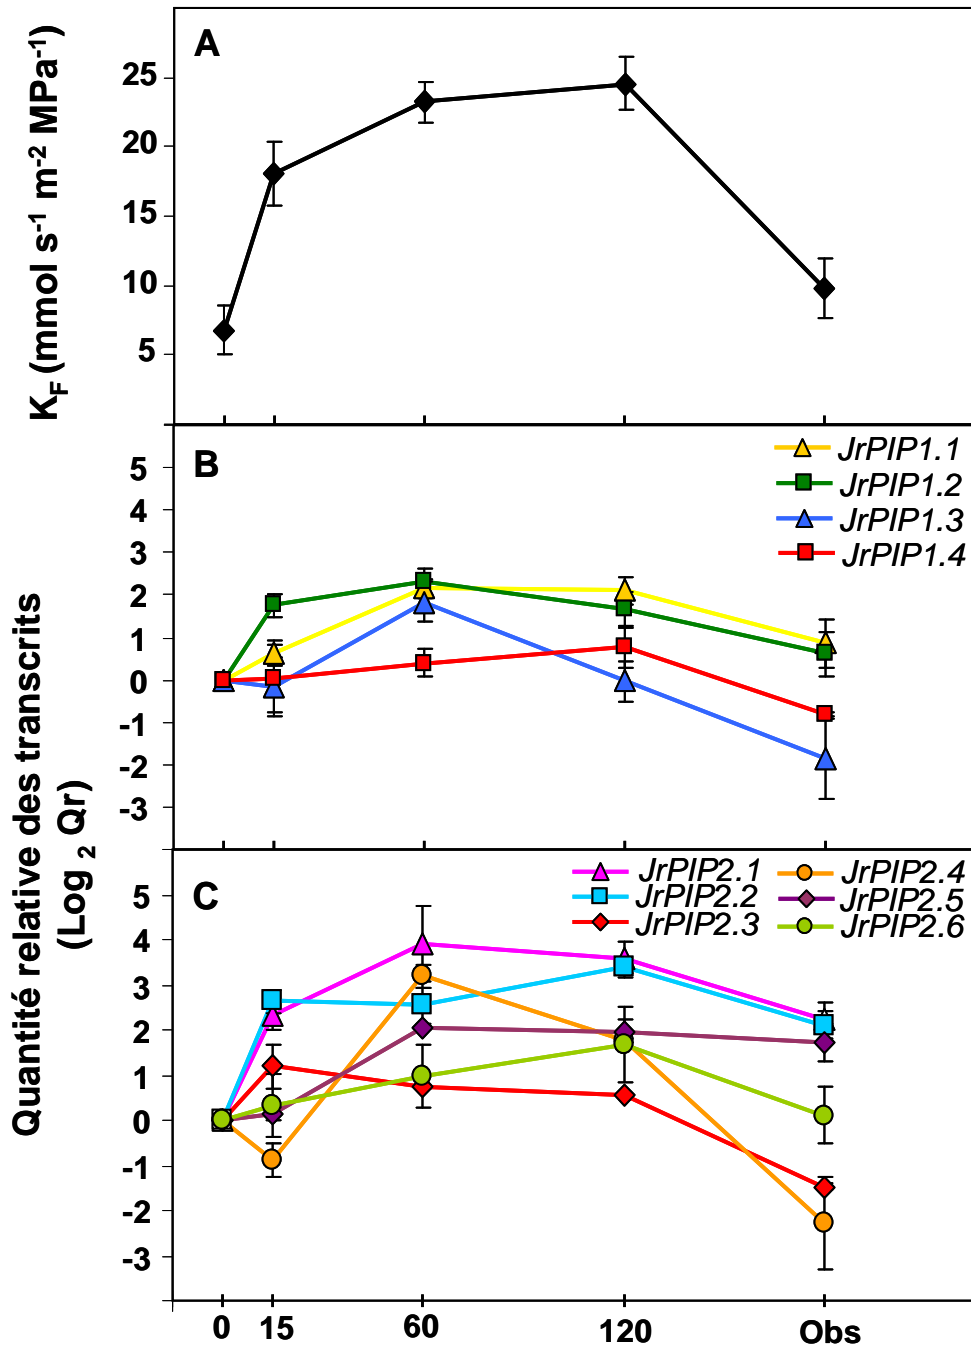 A
K_F (mmol s⁻¹ m⁻² MPa⁻¹)
25
20
15
10
5
B
JrPIP1.1
JrPIP1.2
JrPIP1.3
JrPIP1.4
5
4
3
2
1
0
-1
-2
-3
Quantité relative des transcrits
(Log ₂ Qr)
C
JrPIP2.1
JrPIP2.2
JrPIP2.3
JrPIP2.4
JrPIP2.5
JrPIP2.6
5
4
3
2
1
0
-1
-2
-3
0 15 60 120 Obs